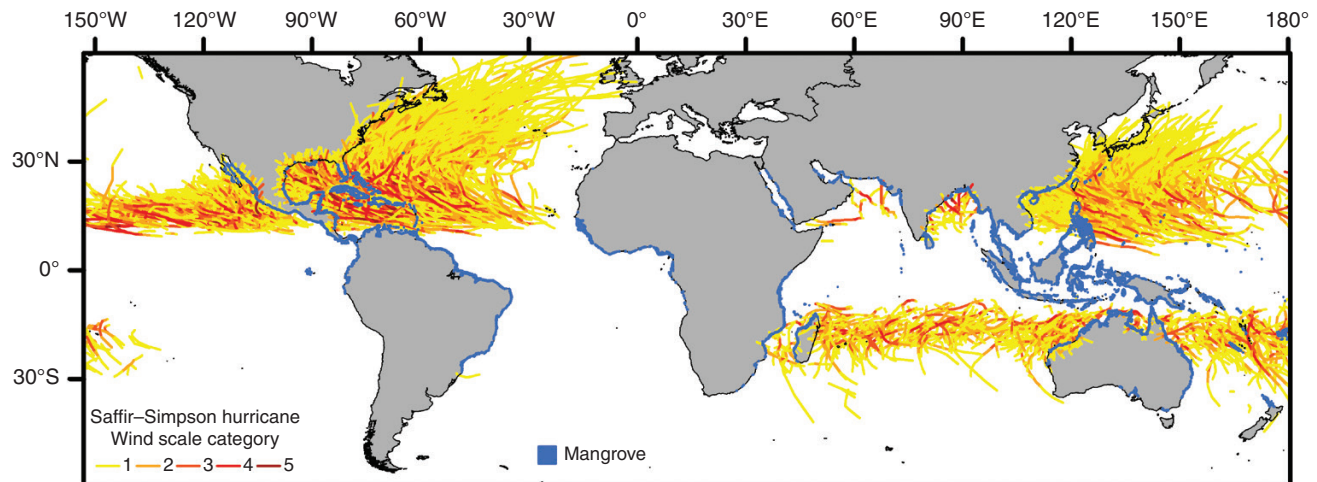 150°W 120°W 90°W 60°W 30°W 0° 30°E 60°E 90°E 120°E 150°E 180°
30°N
0°
30°S
Saffir–Simpson hurricane
Wind scale category
1 2 3 4 5
Mangrove